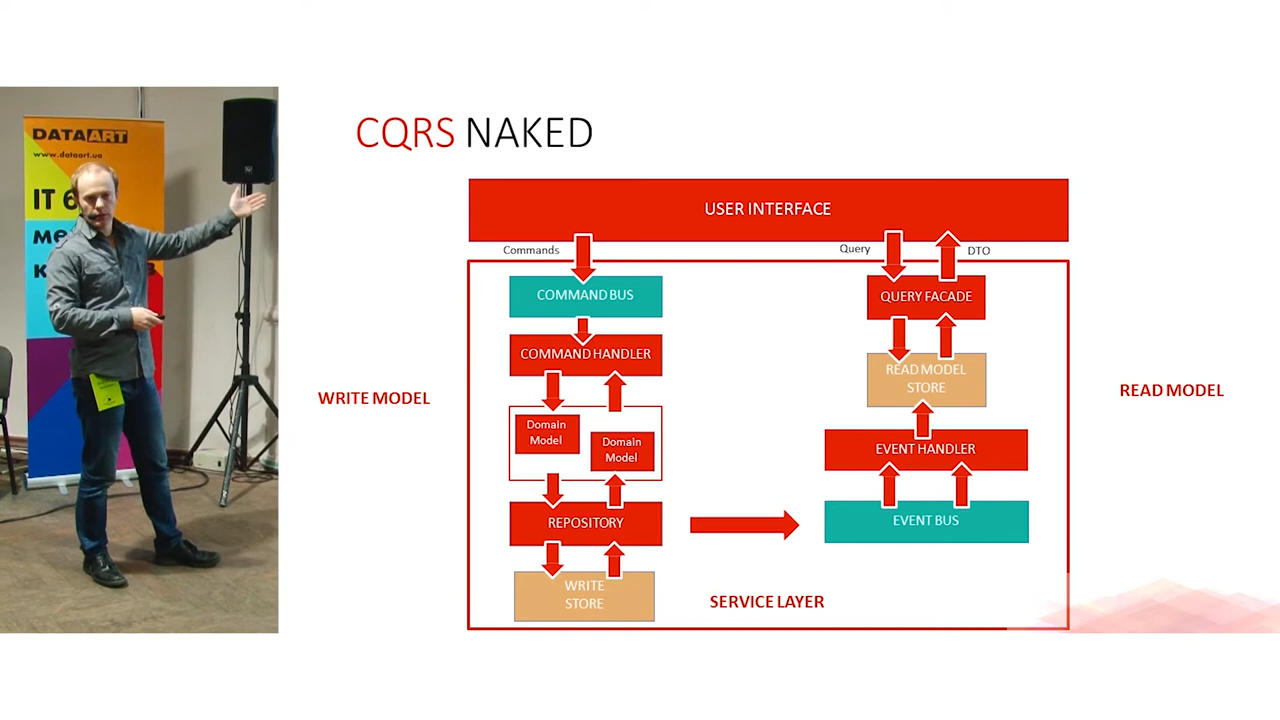 CQRS NAKED
DATAART
www.dataart.ua
IT 6
ме
к
в
USER INTERFACE
Commands
Query
DTO
COMMAND BUS
QUERY FACADE
COMMAND HANDLER
READ MODEL
STORE
WRITE MODEL
READ MODEL
Domain
Model
Domain
Model
EVENT HANDLER
REPOSITORY
EVENT BUS
WRITE
STORE
SERVICE LAYER